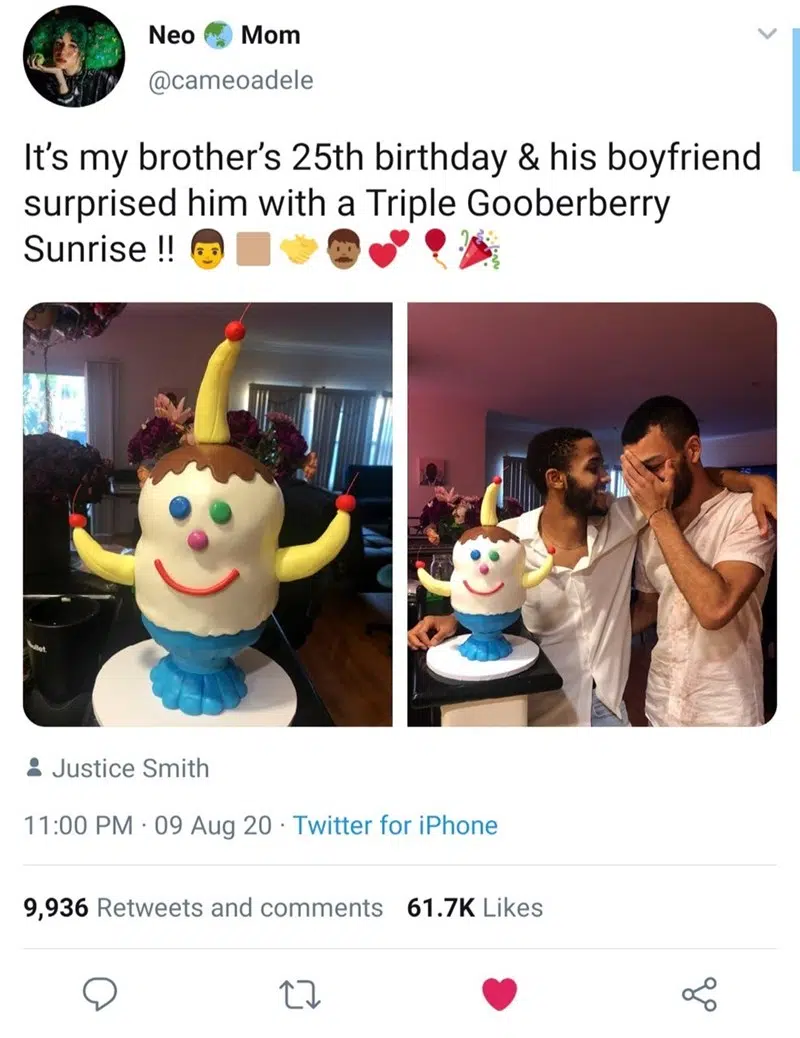 Neo 🌏 Mom
@cameoadele
It’s my brother’s 25th birthday & his boyfriend
surprised him with a Triple Gooberberry
Sunrise !! 👨🏽‍🤝‍👨🏾💕🎈🎉
Justice Smith
11:00 PM · 09 Aug 20 · Twitter for iPhone
9,936 Retweets and comments 61.7K Likes